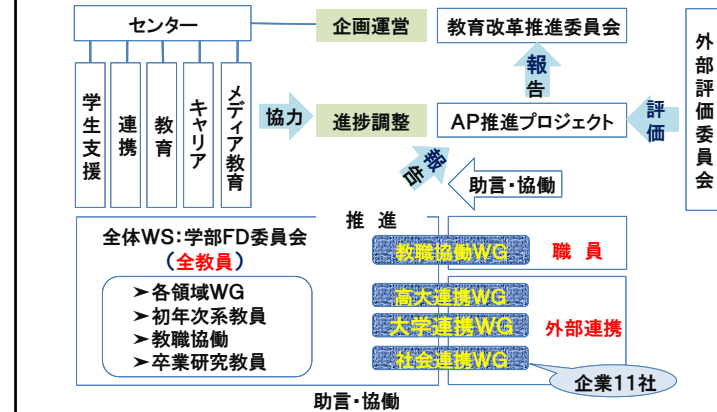 センター
企画運営
教育改革推進委員会
外部評価委員会
報告
学生支援
連携
教育
キャリア
メディア教育
協力
進捗調整
AP推進プロジェクト
評価
報告
助言・協働
推 進
全体WS:学部FD委員会
(全教員)
➢各領域WG
➢初年次系教員
➢教職協働
➢卒業研究教員
教職協働WG
職 員
高大連携WG
大学連携WG
外部連携
社会連携WG
企業11社
助言・協働